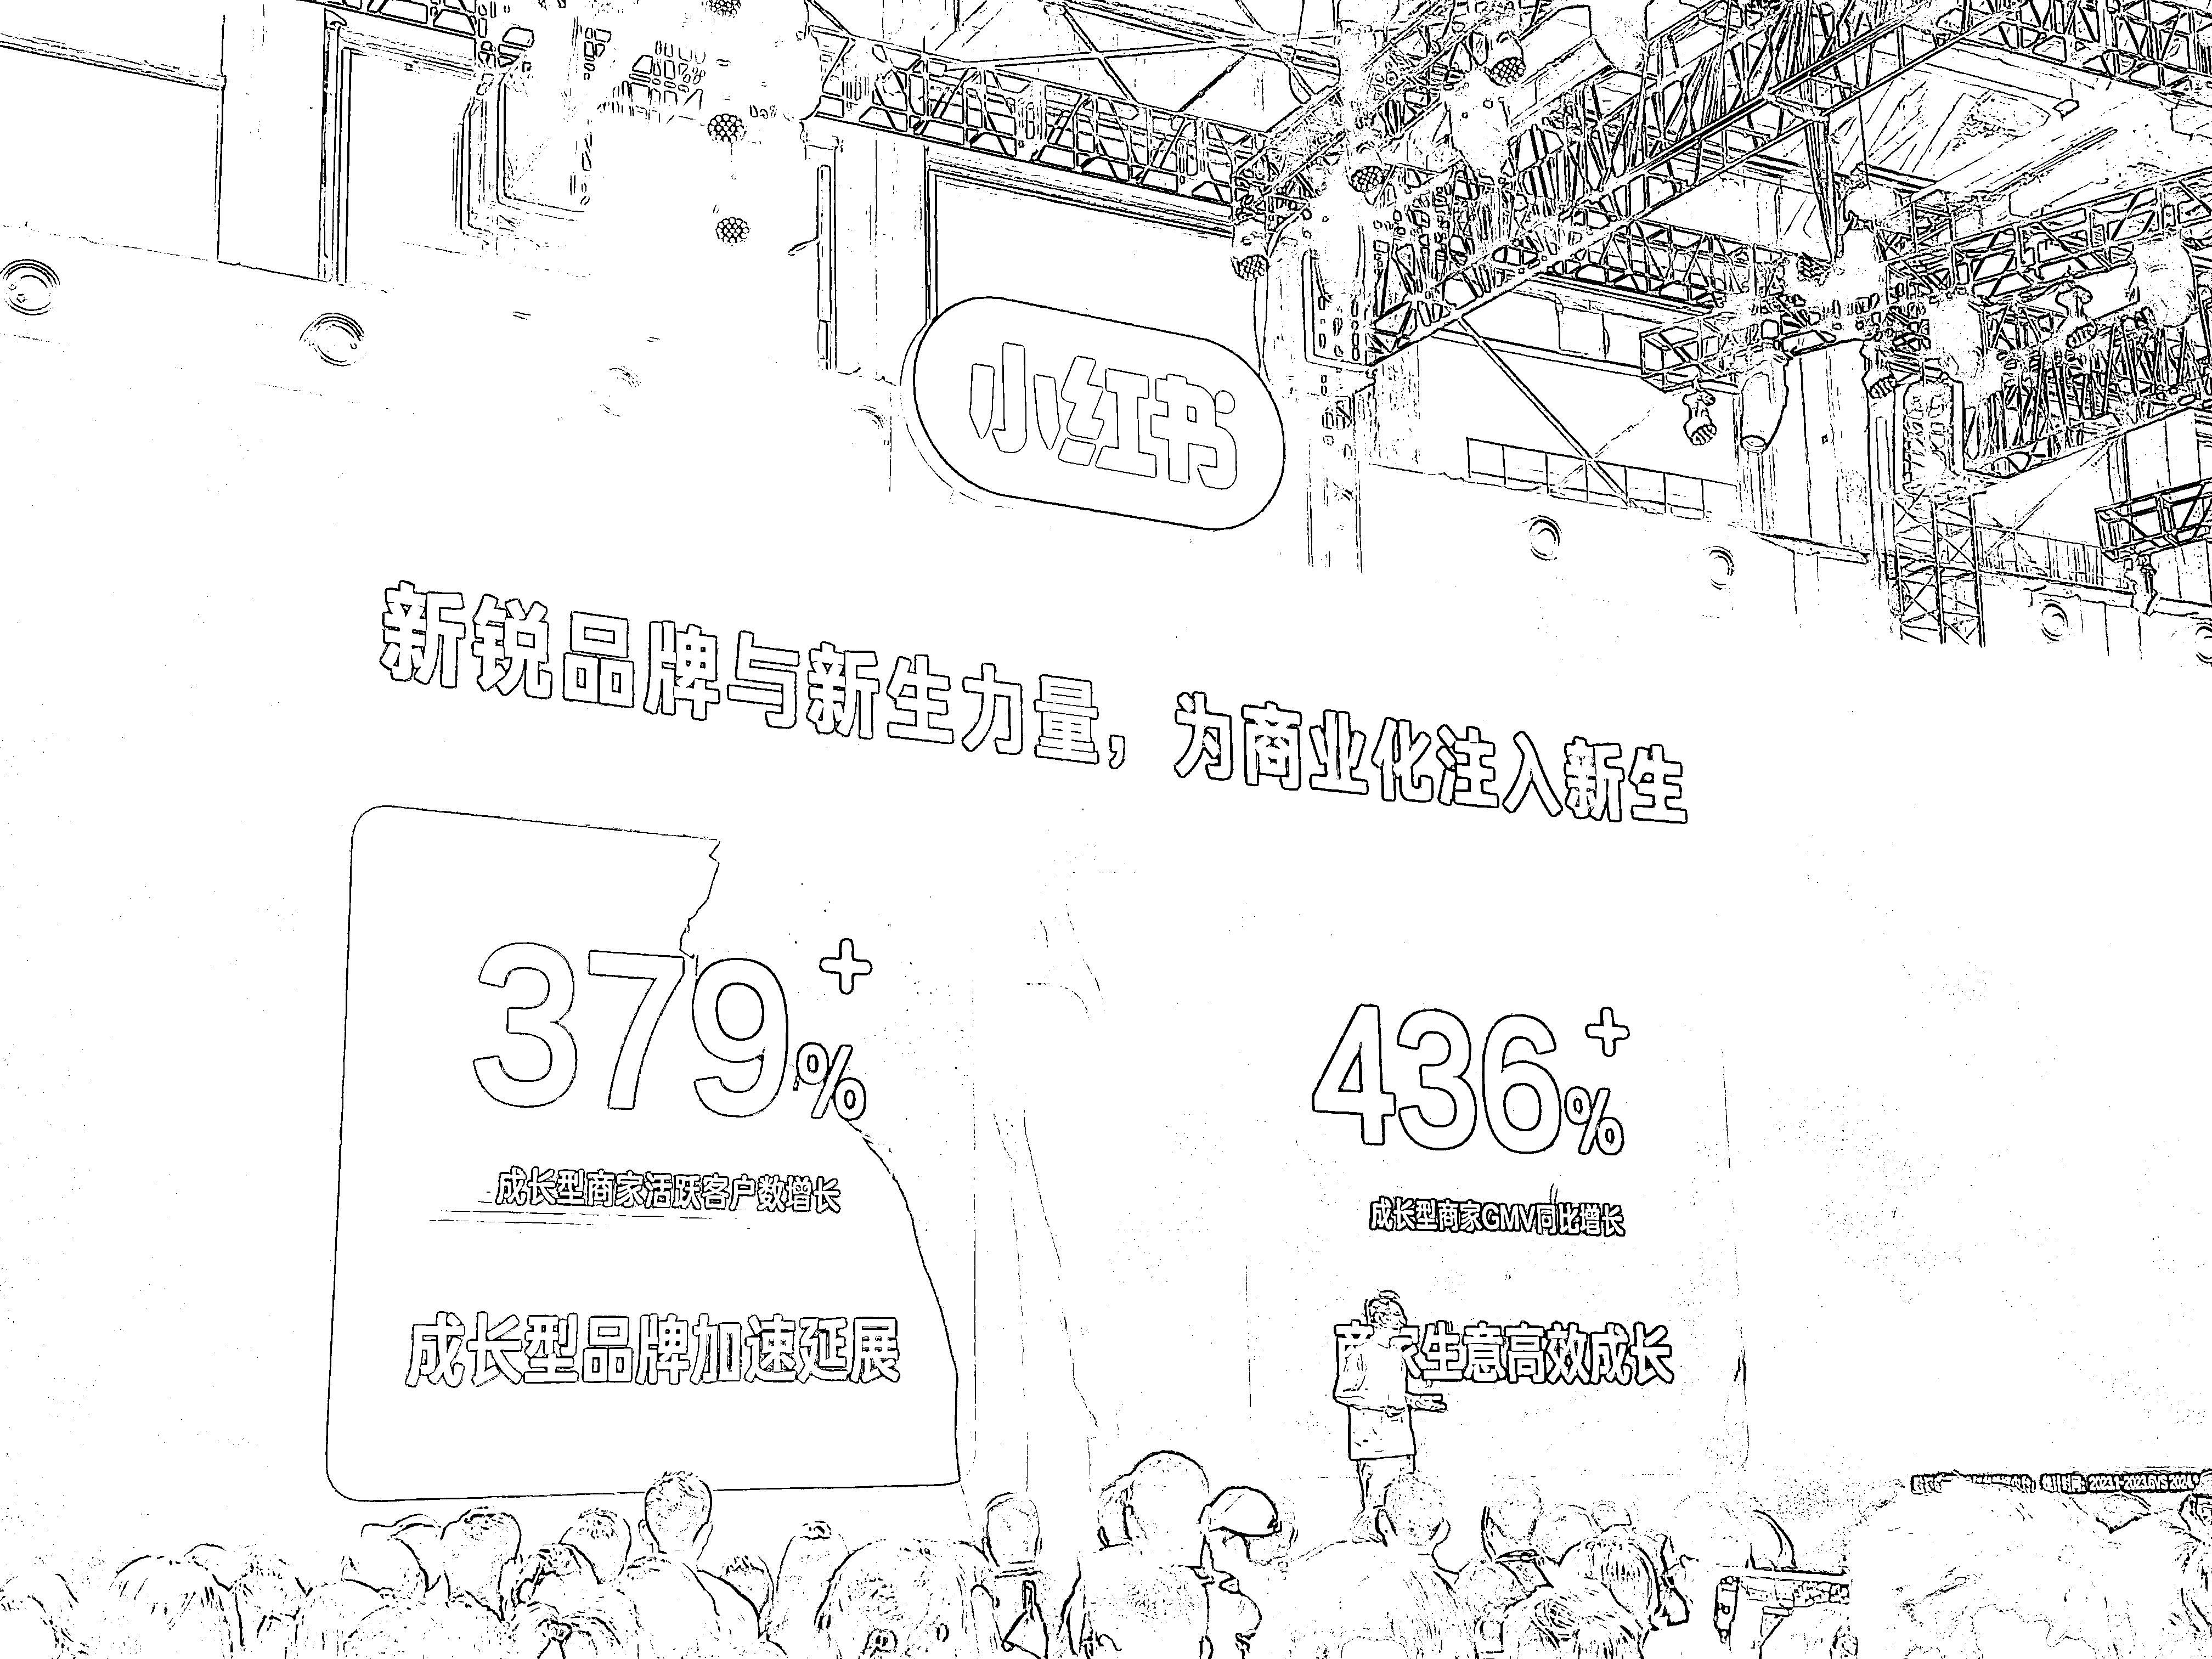 小红书
新锐品牌与新生力量，为商业化注入新生
379%+
成长型商家活跃客户数增长
成长型品牌加速延展
436%+
成长型商家GMV同比增长
商家生意高效成长